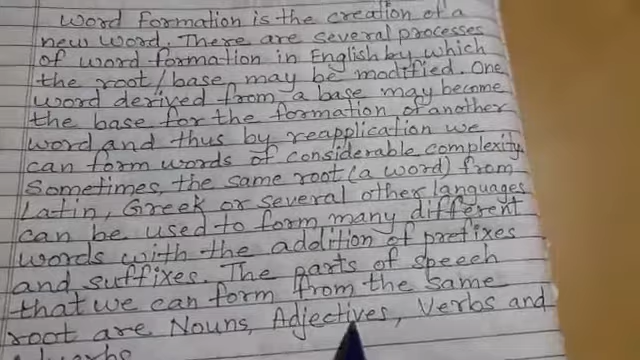 Word formation is the creation of a
new word. There are several processes
of word formation in English by which
the root/base may be modified. One
word derived from a base may become
the base for the formation of another
word and thus by reapplication we
can form words of considerable complexity.
Sometimes, the same root (a word) from
Latin, Greek or several other languages
can be used to form many different
words with the addition of prefixes
and suffixes. The parts of speech
that we can form from the same
root are Nouns, Adjectives, Verbs and